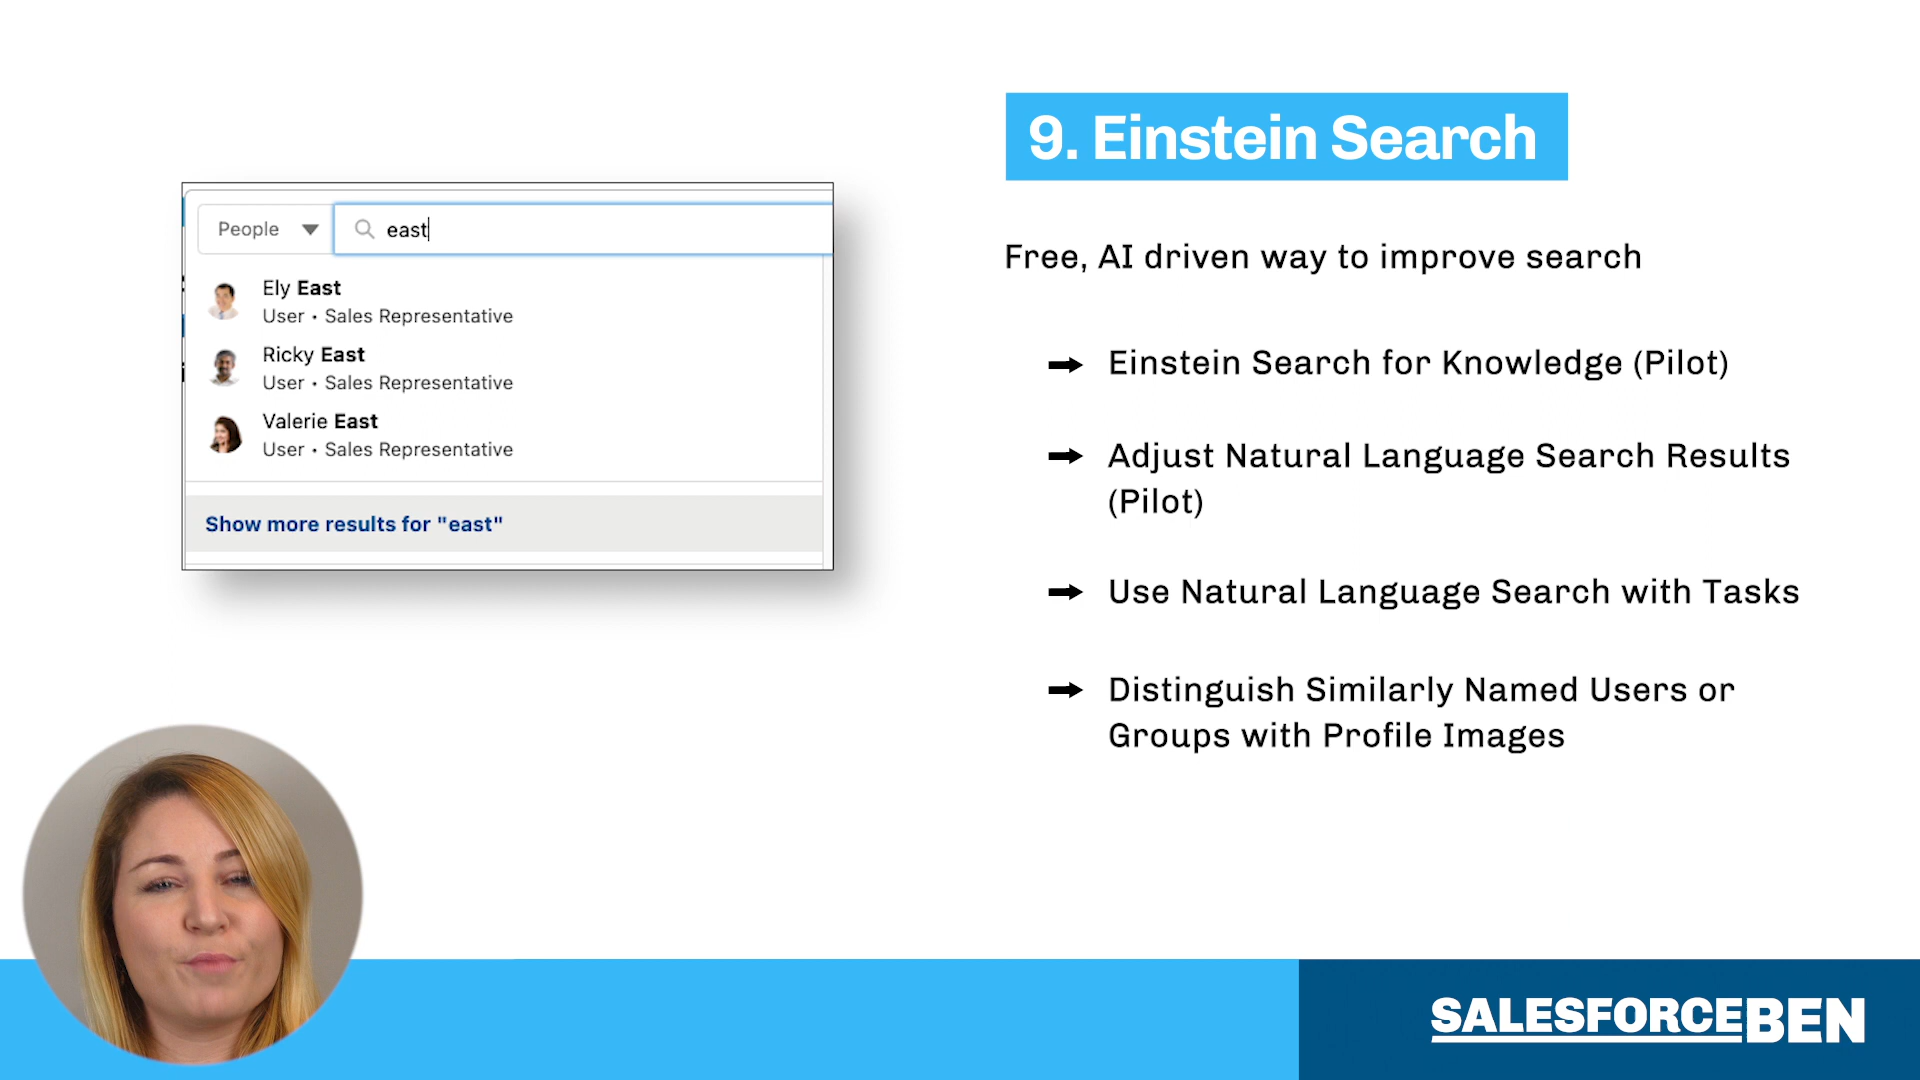 9. Einstein Search
People
east
Ely East
User • Sales Representative
Ricky East
User • Sales Representative
Valerie East
User • Sales Representative
Show more results for "east"
Free, AI driven way to improve search
Einstein Search for Knowledge (Pilot)
Adjust Natural Language Search Results
(Pilot)
Use Natural Language Search with Tasks
Distinguish Similarly Named Users or
Groups with Profile Images
SALESFORCEBEN